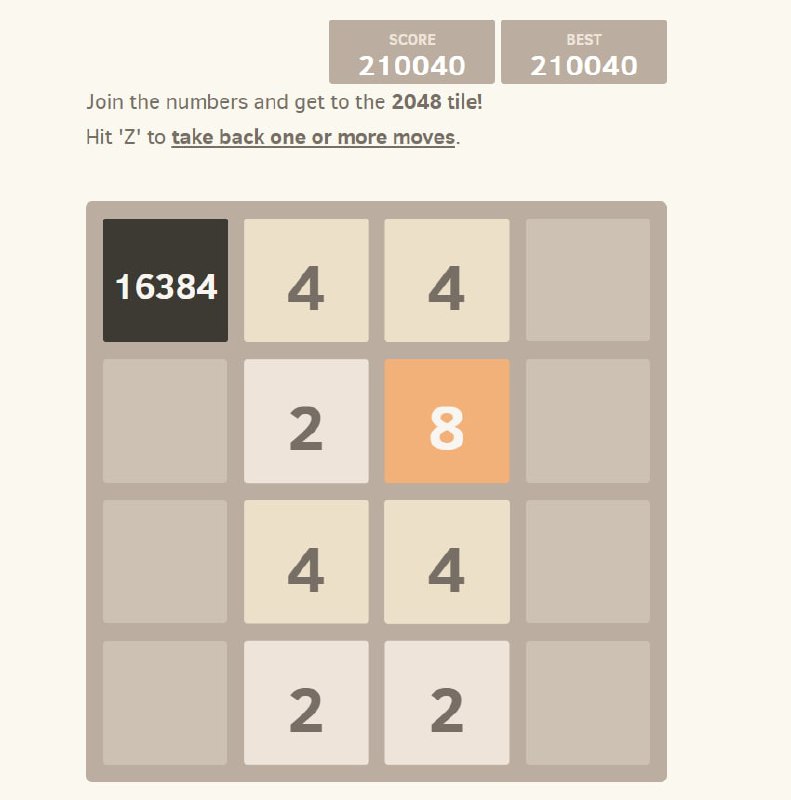 SCORE BEST
210040 210040
Join the numbers and get to the 2048 tile!
Hit 'Z' to take back one or more moves.
16384 4 4
2 8
4 4
2 2